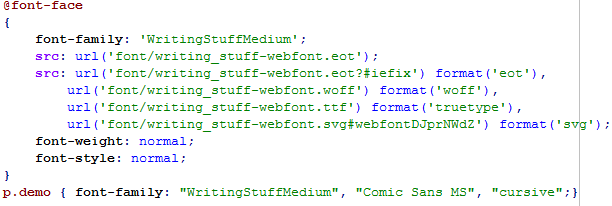 @font-face
{
    font-family: 'WritingStuffMedium';
    src: url('font/writing_stuff-webfont.eot');
    src: url('font/writing_stuff-webfont.eot?#iefix') format('eot'),
        url('font/writing_stuff-webfont.woff') format('woff'),
        url('font/writing_stuff-webfont.ttf') format('truetype'),
        url('font/writing_stuff-webfont.svg#webfontDJprNWdZ') format('svg');
    font-weight: normal;
    font-style: normal;
}
p.demo { font-family: "WritingStuffMedium", "Comic Sans MS", "cursive";}